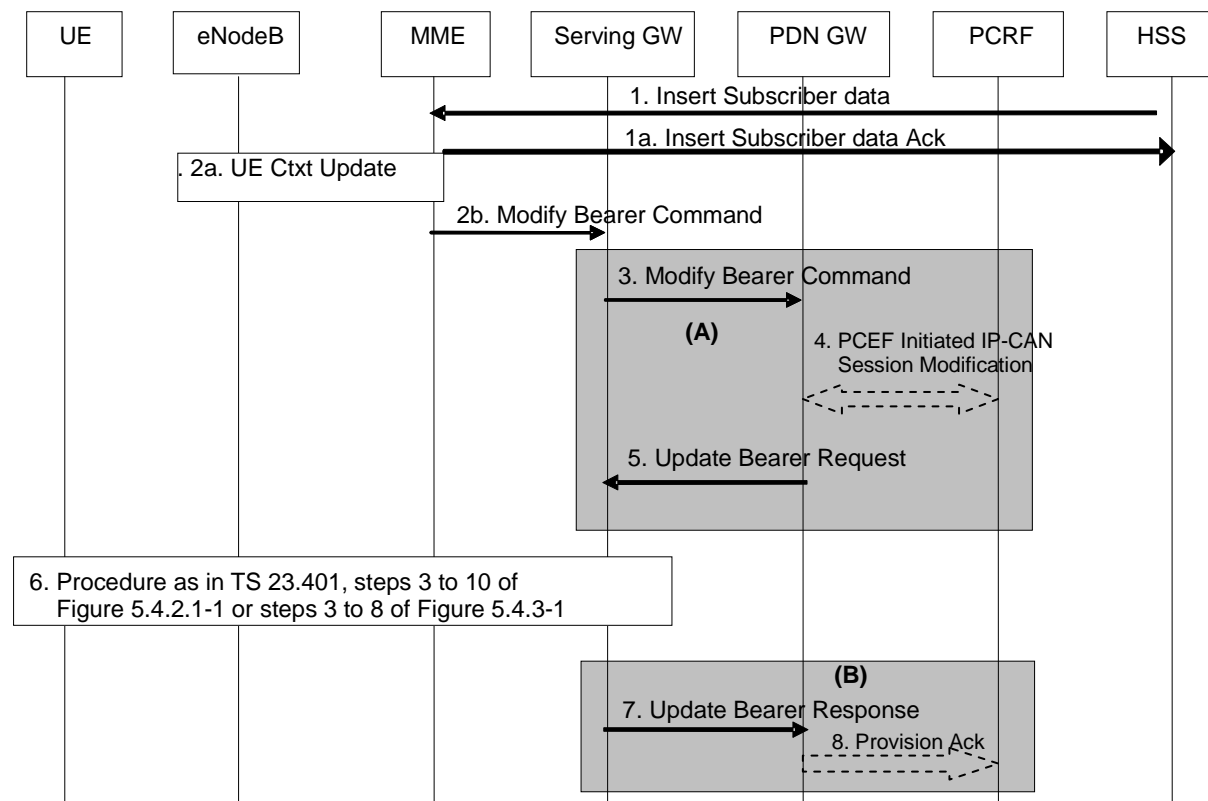 UE
eNodeB
MME
Serving GW
PDN GW
PCRF
HSS
1. Insert Subscriber data
1a. Insert Subscriber data Ack
. 2a. UE Ctxt Update
2b. Modify Bearer Command
3. Modify Bearer Command
(A)
4. PCEF Initiated IP-CAN
Session Modification
5. Update Bearer Request
6. Procedure as in TS 23.401, steps 3 to 10 of
Figure 5.4.2.1-1 or steps 3 to 8 of Figure 5.4.3-1
(B)
7. Update Bearer Response
8. Provision Ack